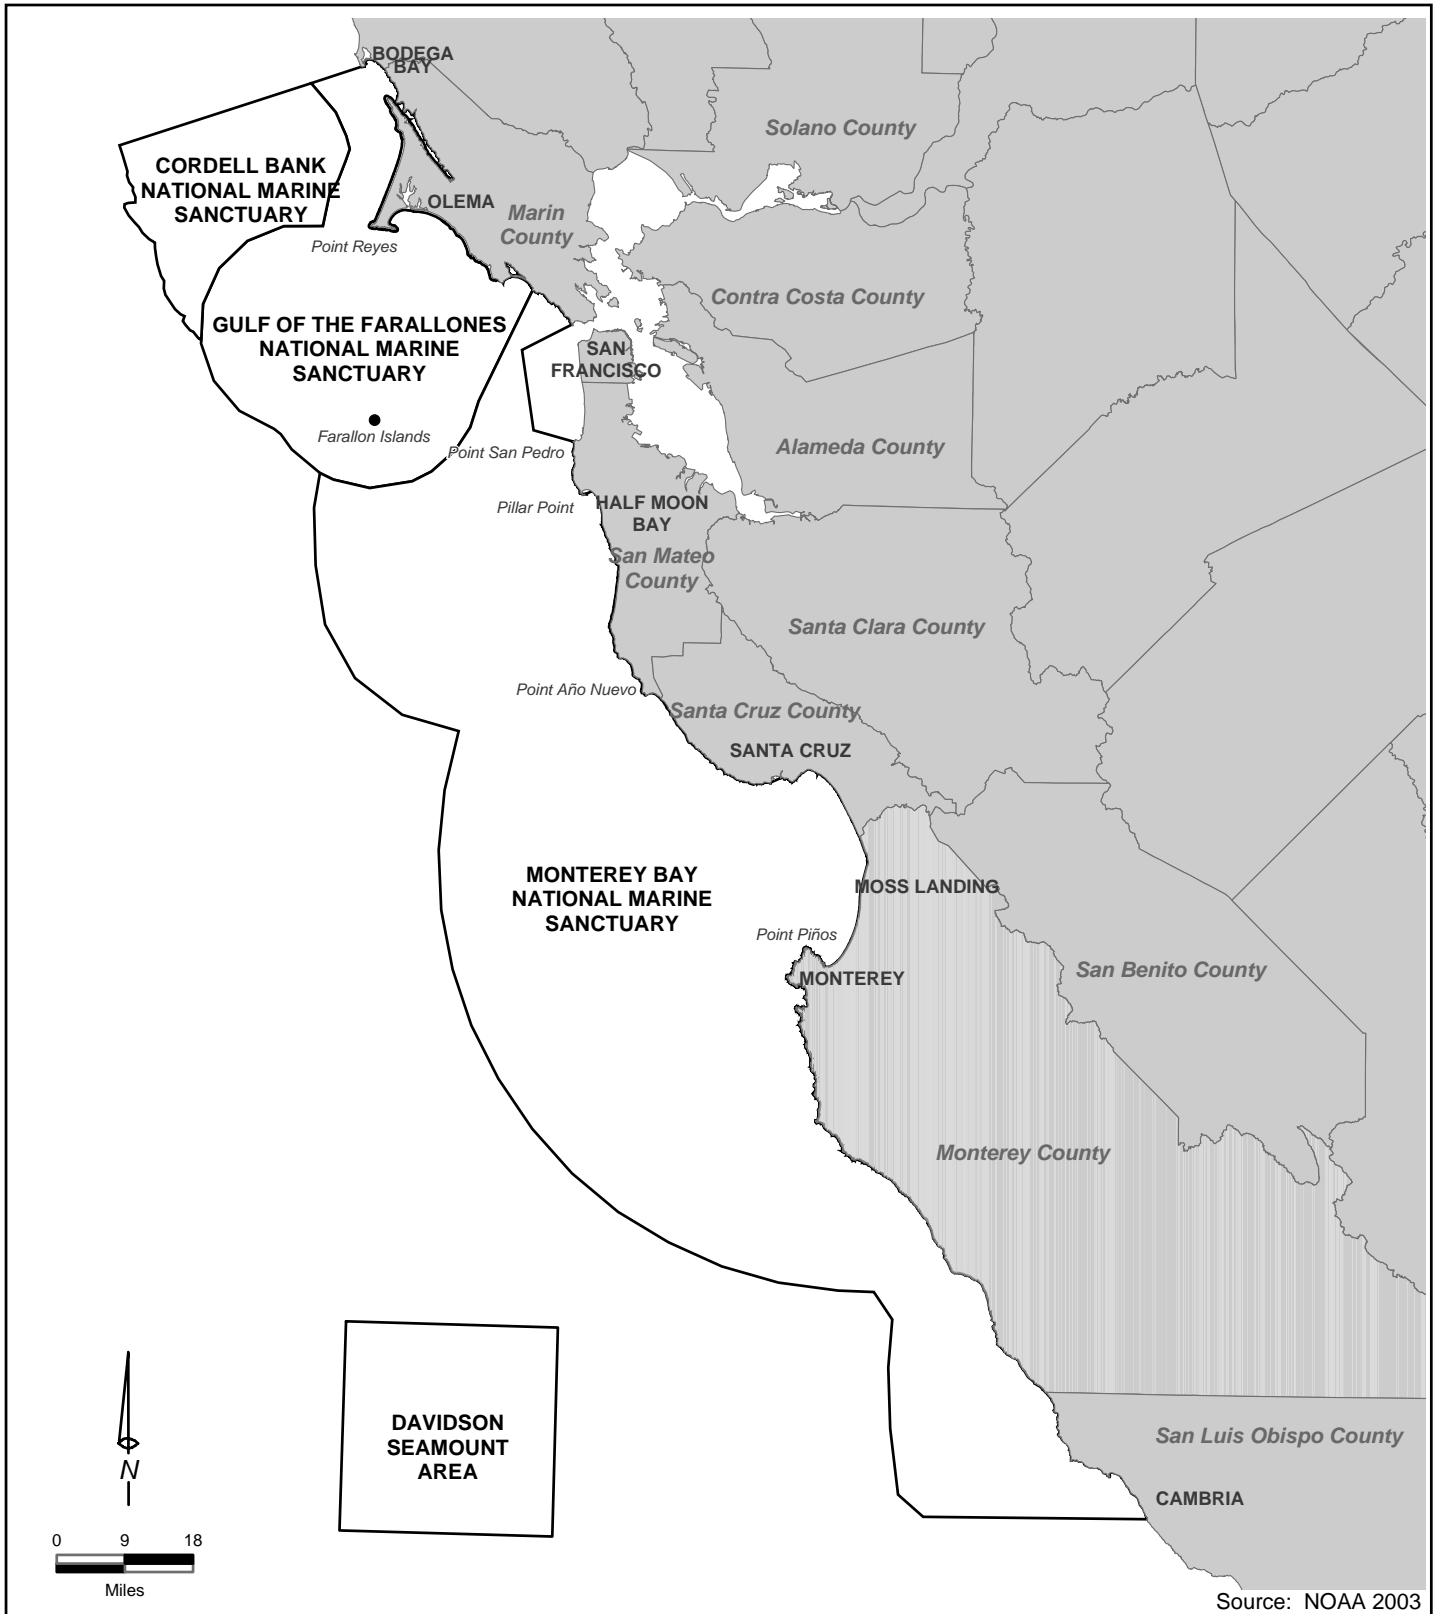 BODEGA
BAY
Solano County
CORDELL BANK
NATIONAL MARINE
SANCTUARY
OLEMA
Marin
County
Point Reyes
Contra Costa County
GULF OF THE FARALLONES
NATIONAL MARINE
SANCTUARY
SAN
FRANCISCO
Farallon Islands
Point San Pedro
Alameda County
Pillar Point
HALF MOON
BAY
San Mateo
County
Santa Clara County
Point Año Nuevo
Santa Cruz County
SANTA CRUZ
MONTEREY BAY
NATIONAL MARINE
SANCTUARY
MOSS LANDING
Point Piños
MONTEREY
San Benito County
Monterey County
DAVIDSON
SEAMOUNT
AREA
San Luis Obispo County
CAMBRIA
N
0 9 18
Miles
Source: NOAA 2003